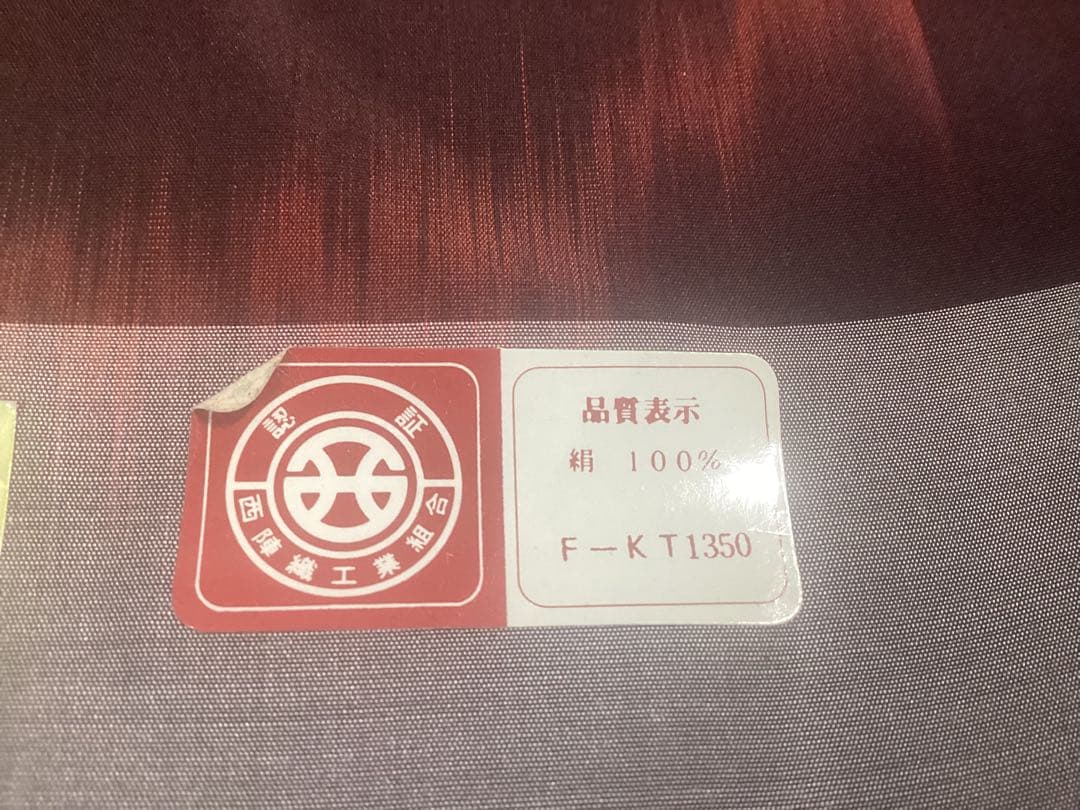 認証
西陣織工業組合
品質表示
絹 100%
F-KT1350